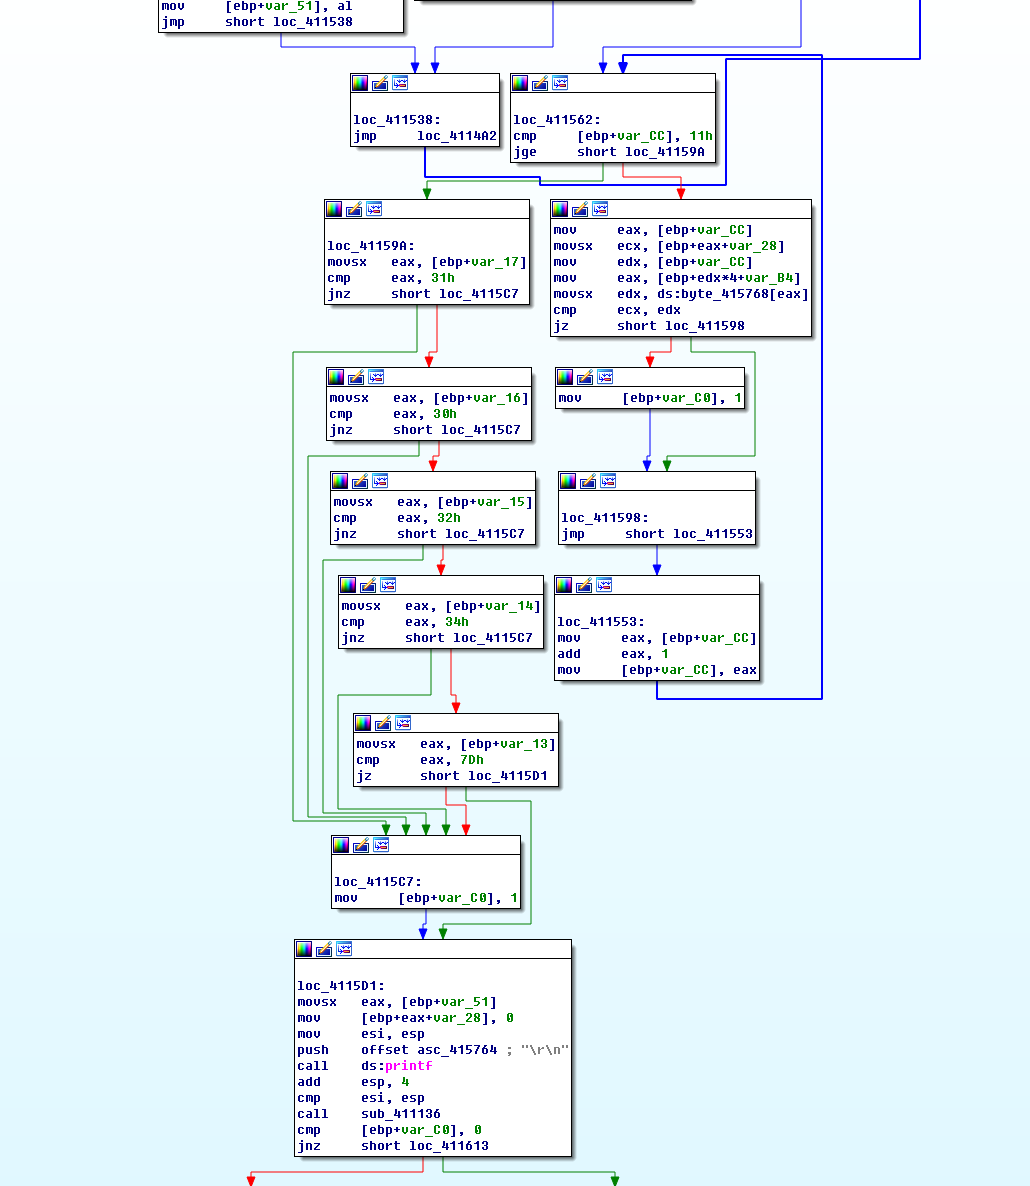 mov     [ebp+var_51], al
jmp     short loc_411538
loc_411538:
jmp     loc_4114A2
loc_411562:
cmp     [ebp+var_CC], 11h
jge     short loc_41159A
loc_41159A:
movsx   eax, [ebp+var_17]
cmp     eax, 31h
jnz     short loc_4115C7
mov     eax, [ebp+var_CC]
movsx   ecx, [ebp+eax+var_28]
mov     edx, [ebp+var_CC]
mov     eax, [ebp+edx*4+var_B4]
movsx   edx, ds:byte_415768[eax]
cmp     ecx, edx
jz      short loc_411598
movsx   eax, [ebp+var_16]
cmp     eax, 30h
jnz     short loc_4115C7
mov     [ebp+var_C0], 1
movsx   eax, [ebp+var_15]
cmp     eax, 32h
jnz     short loc_4115C7
loc_411598:
jmp     short loc_411553
movsx   eax, [ebp+var_14]
cmp     eax, 34h
jnz     short loc_4115C7
loc_411553:
mov     eax, [ebp+var_CC]
add     eax, 1
mov     [ebp+var_CC], eax
movsx   eax, [ebp+var_13]
cmp     eax, 7Dh
jz      short loc_4115D1
loc_4115C7:
mov     [ebp+var_C0], 1
loc_4115D1:
movsx   eax, [ebp+var_51]
mov     [ebp+eax+var_28], 0
mov     esi, esp
push    offset asc_415764 ; "\r\n"
call    ds:printf
add     esp, 4
cmp     esi, esp
call    sub_411136
cmp     [ebp+var_C0], 0
jnz     short loc_411613